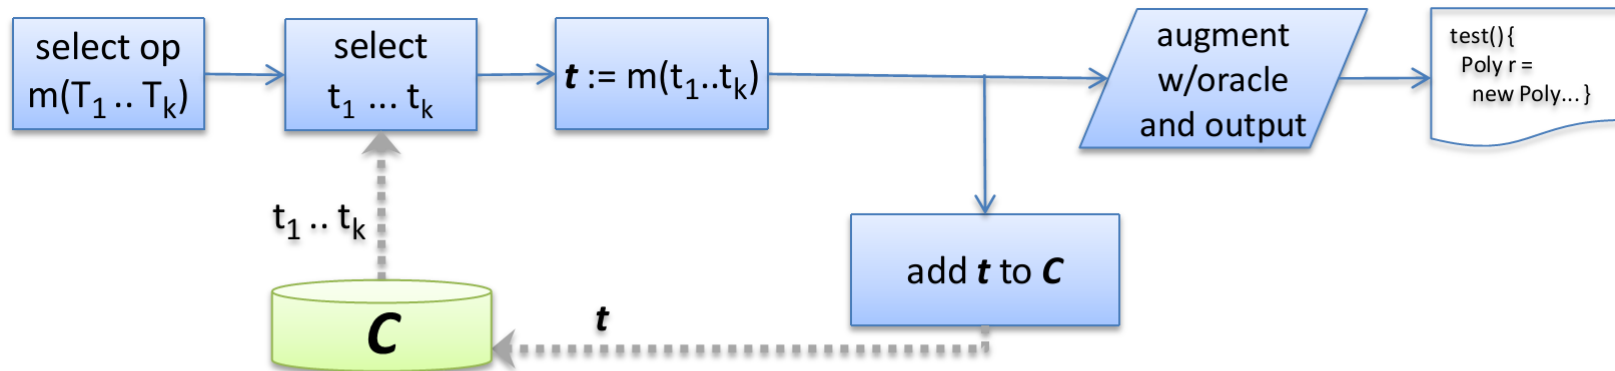 select op
m(T₁ .. Tₖ)
select
t₁ ... tₖ
t := m(t₁..tₖ)
augment
w/oracle
and output
test() {
Poly r =
new Poly... }
t₁ .. tₖ
add t to C
C
t